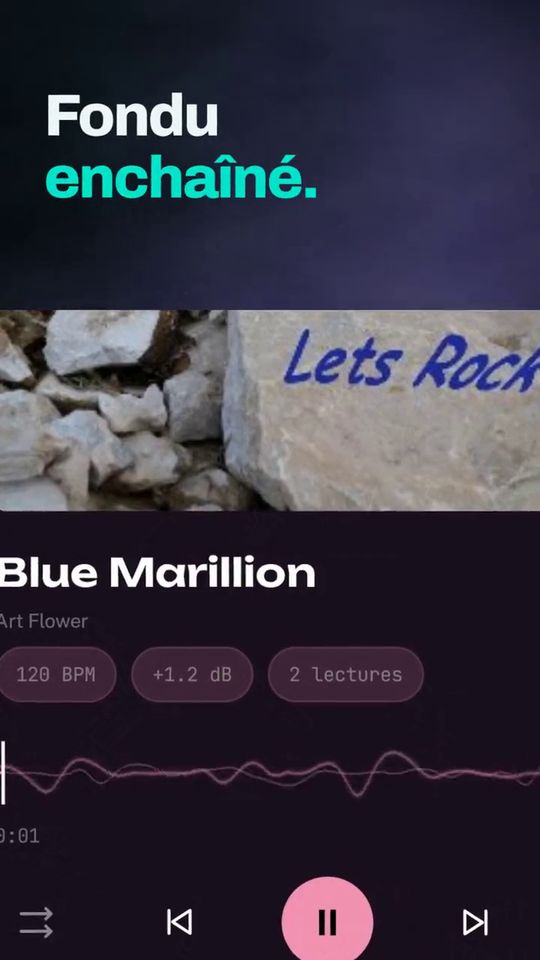 Fondu
enchaîné.
Lets Rock
Blue Marillion
Art Flower
120 BPM
+1.2 dB
2 lectures
0:01